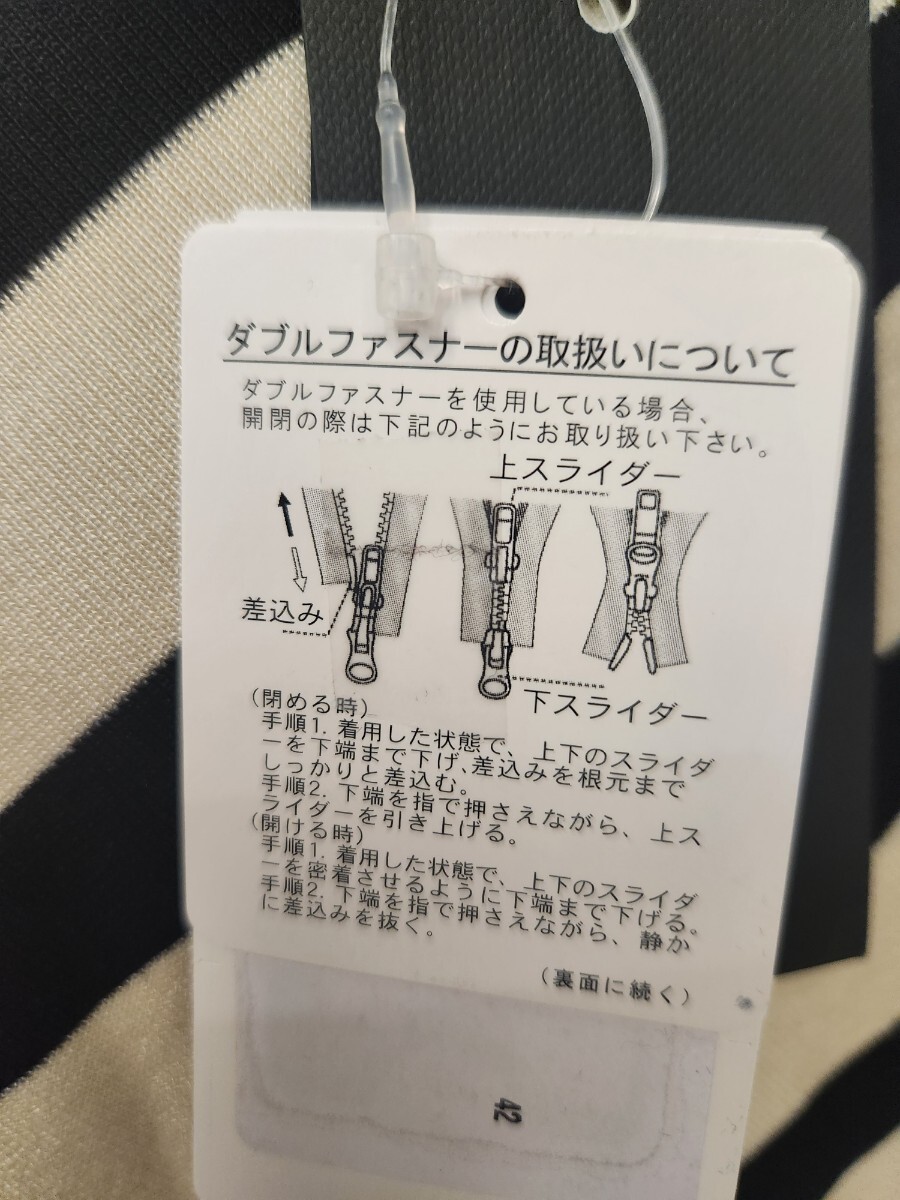 ダブルファスナーの取扱いについて
ダブルファスナーを使用している場合、
開閉の際は下記のようにお取り扱い下さい。
上スライダー
差込み
下スライダー
(閉める時)
手順1. 着用した状態で、上下のスライダ
ーを下端まで下げ、差込みを根元まで
しっかりと差込む。
手順2. 下端を指で押さえながら、上ス
ライダーを引き上げる。
(開ける時)
手順1. 着用した状態で、上下のスライダ
ーを密着させるように下端まで下げる。
手順2. 下端を指で押さえながら、静か
に差込みを抜く。
(裏面に続く)
42